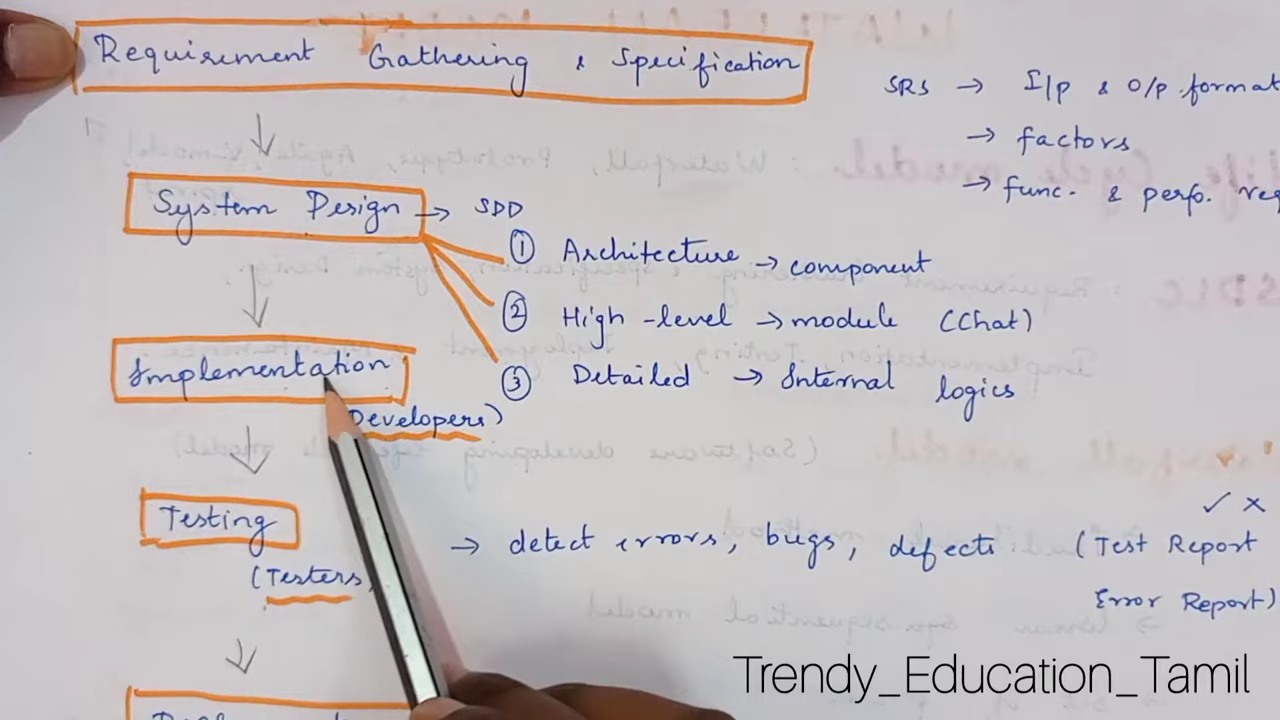 Requirement Gathering & Specification
SRS → I/p & O/p format
→ factors
→ func. & perfo. req
System Design → SDD
① Architecture → component
② High-level → module (Chat)
③ Detailed → Internal logics
Implementation
Developers)
Testing
(Testers,
→ detect errors, bugs, defects (Test Report
✓ ×
Error Report)
Trendy_Education_Tamil